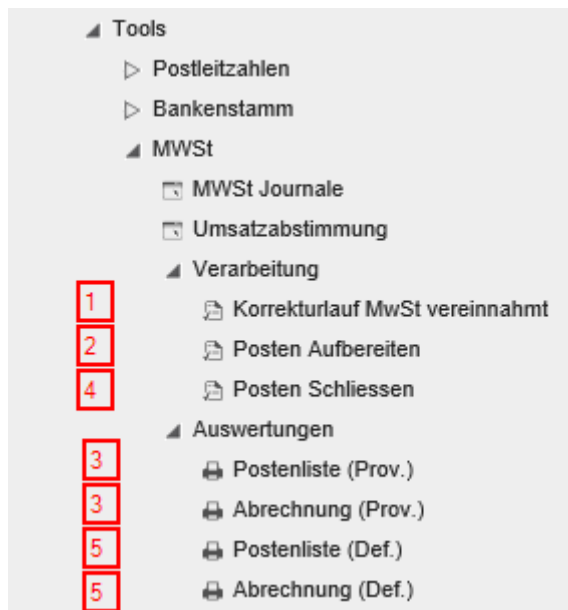 Tools
Postleitzahlen
Bankenstamm
MWSt
MWSt Journale
Umsatzabstimmung
Verarbeitung
1 Korrekturlauf MwSt vereinnahmt
2 Posten Aufbereiten
4 Posten Schliessen
Auswertungen
3 Postenliste (Prov.)
3 Abrechnung (Prov.)
5 Postenliste (Def.)
5 Abrechnung (Def.)